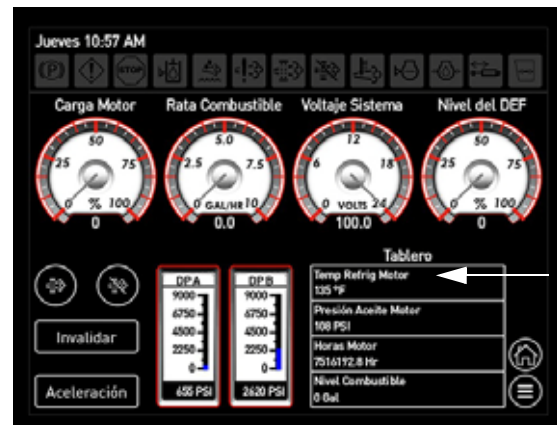 Jueves 10:57 AM
(P) STOP
Carga Motor Rata Combustible Voltaje Sistema Nivel del DEF
50 5.0 12 50
25 75 2.5 7.5 6 18 25 75
0 % 100 0 GAL/HR 10 0 VOLTS 24 0 % 100
0 0.0 100.0 0
Tablero
Temp Refrig Motor
135 °F
Presión Aceite Motor
108 PSI
Horas Motor
7516192.8 Hr
Nivel Combustible
0 Gal
DPA DPB
9000 9000
6750 6750
4500 4500
2250 2250
0 0
655 PSI 2620 PSI
Invalidar
Aceleración